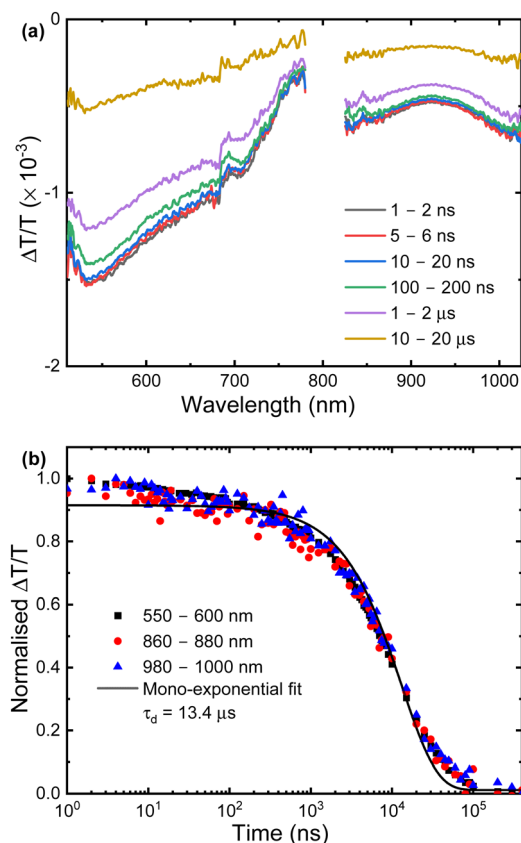 (a)
0
-1
-2
ΔT/T (× 10⁻³)
1 – 2 ns
5 – 6 ns
10 – 20 ns
100 – 200 ns
1 – 2 μs
10 – 20 μs
600 700 800 900 1000
Wavelength (nm)
(b)
1.0
0.8
0.6
0.4
0.2
0.0
Normalised ΔT/T
550 – 600 nm
860 – 880 nm
980 – 1000 nm
Mono-exponential fit
τd = 13.4 μs
10⁰ 10¹ 10² 10³ 10⁴ 10⁵
Time (ns)